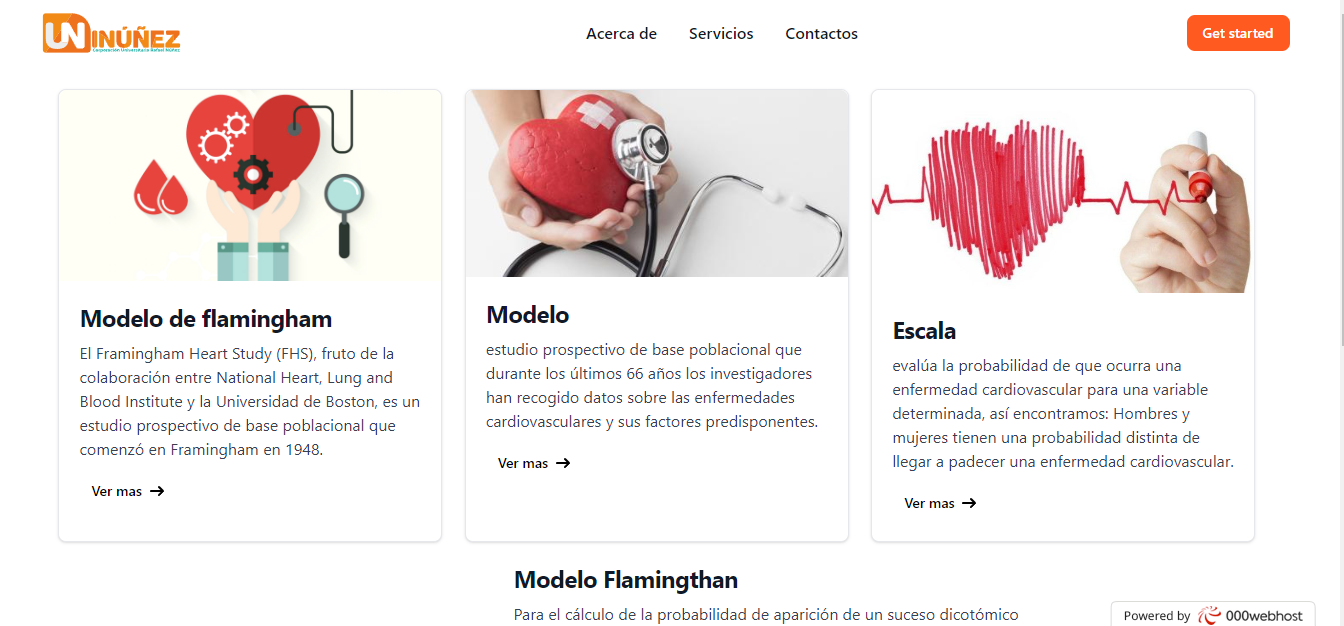 UNINÚÑEZ
Corporación Universitaria Rafael Núñez
Acerca de
Servicios
Contactos
Get started
Modelo de flamingham
El Framingham Heart Study (FHS), fruto de la
colaboración entre National Heart, Lung and
Blood Institute y la Universidad de Boston, es un
estudio prospectivo de base poblacional que
comenzó en Framingham en 1948.
Ver mas
Modelo
estudio prospectivo de base poblacional que
durante los últimos 66 años los investigadores
han recogido datos sobre las enfermedades
cardiovasculares y sus factores predisponentes.
Ver mas
Escala
evalúa la probabilidad de que ocurra una
enfermedad cardiovascular para una variable
determinada, así encontramos: Hombres y
mujeres tienen una probabilidad distinta de
llegar a padecer una enfermedad cardiovascular.
Ver mas
Modelo Flamingthan
Para el cálculo de la probabilidad de aparición de un suceso dicotómico
Powered by 000webhost